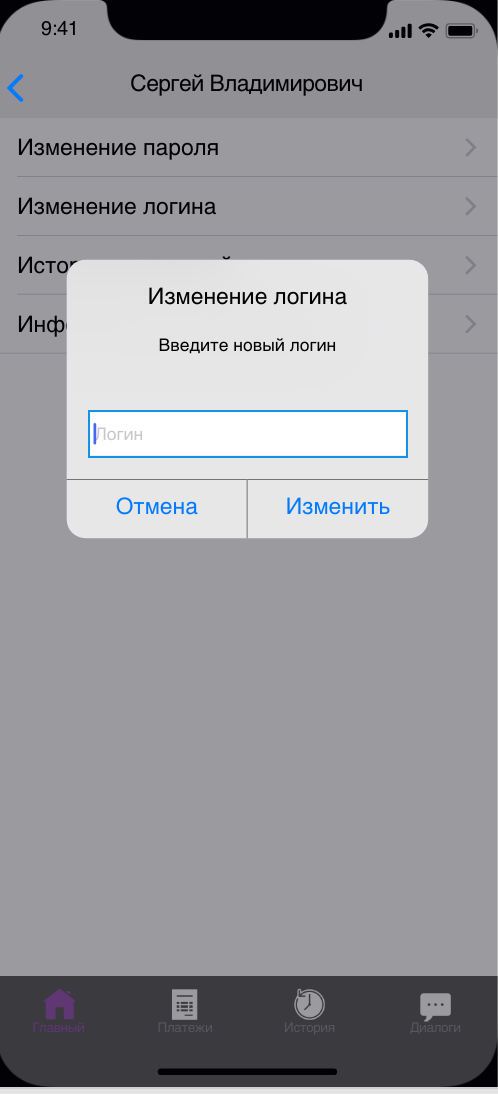 9:41
Сергей Владимирович
Изменение пароля
Изменение логина
Изменение логина
Введите новый логин
Логин
Отмена
Изменить
Главный
Платежи
История
Диалоги